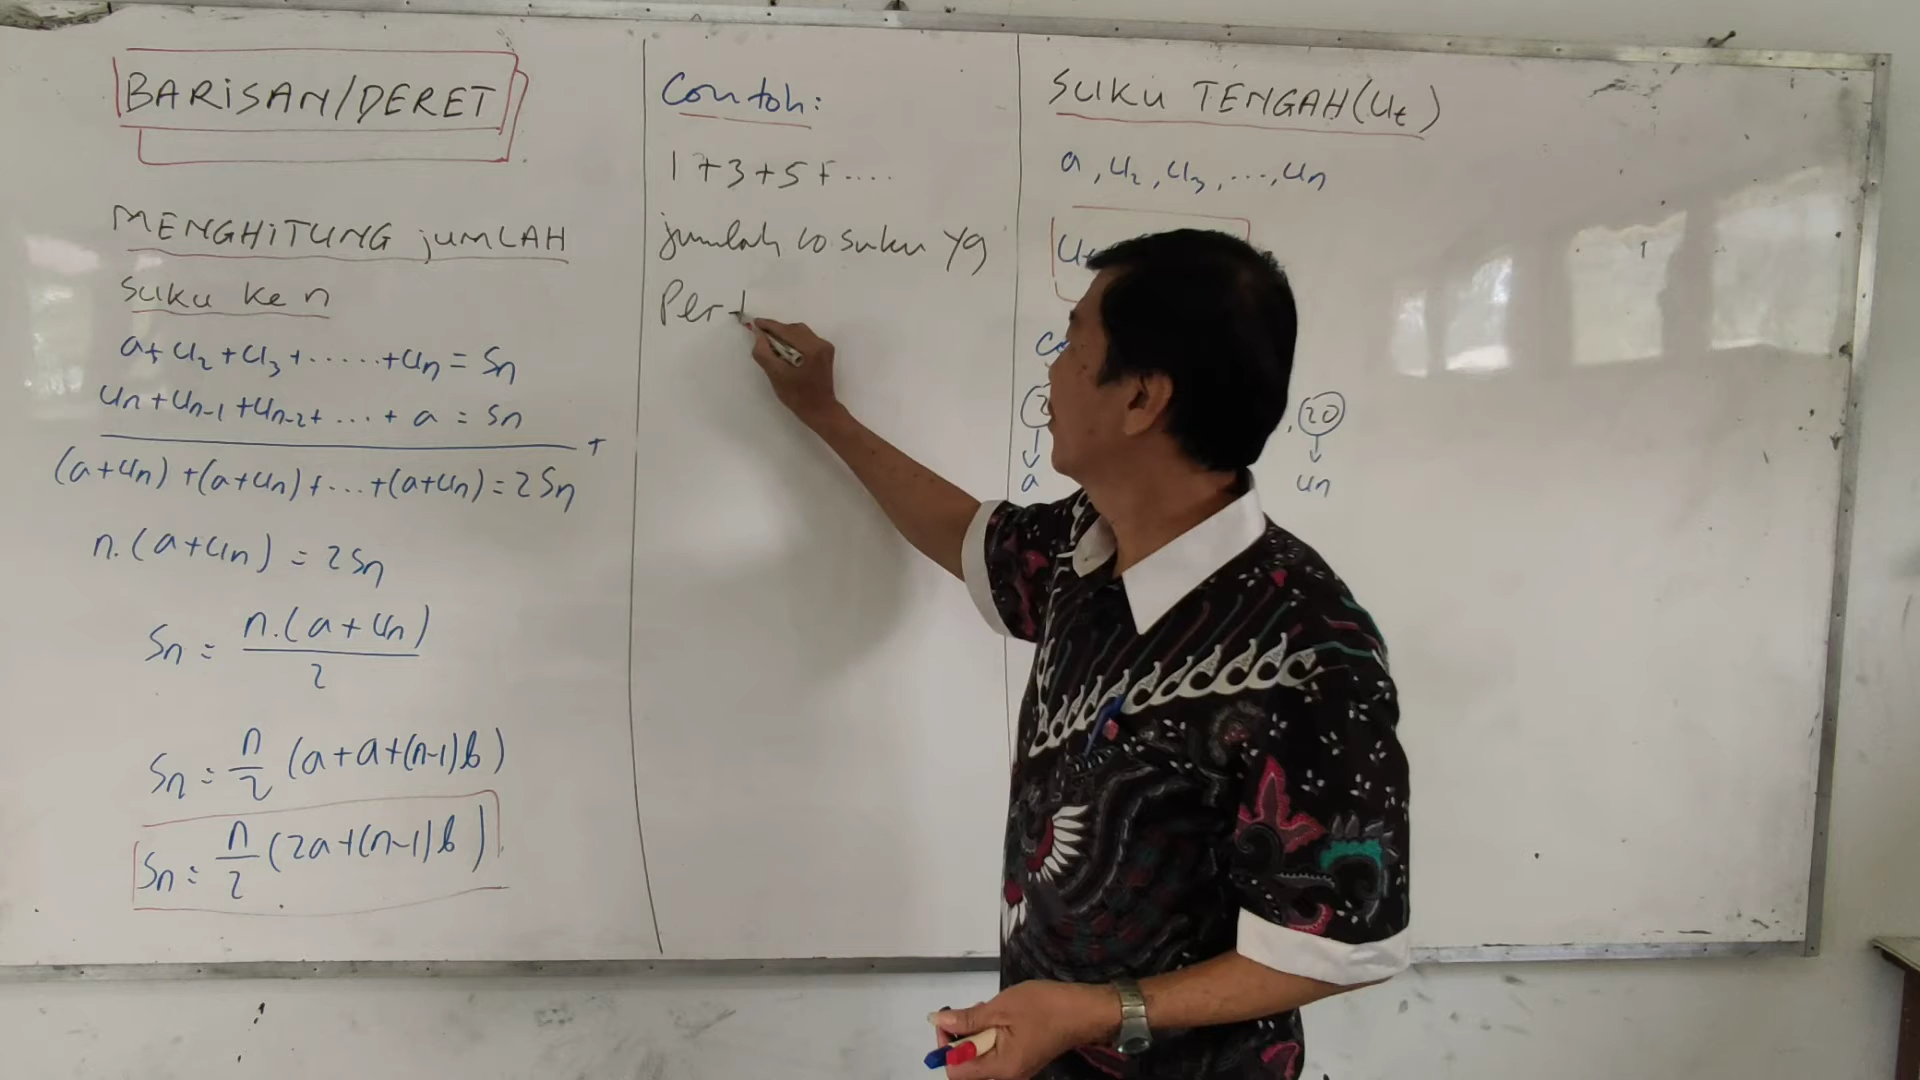 BARISAN/DERET
MENGHITUNG jUMLAH
SUKU KE n
a+U₂+U₃+.....+Uₙ=Sₙ
Uₙ+Uₙ₋₁+Uₙ₋₂+...+a=Sₙ
+
(a+Uₙ)+(a+Uₙ)+...+(a+Uₙ)=2Sₙ
n.(a+Uₙ)=2Sₙ
Sₙ=n.(a+Uₙ)/2
Sₙ=n/2(a+a+(n-1)b)
Sₙ=n/2(2a+(n-1)b)
Contoh:
1+3+5+....
jumlah 10 suku yg
Pert
SUKU TENGAH(Uₜ)
a,U₂,U₃,...,Uₙ
20
a
Uₙ